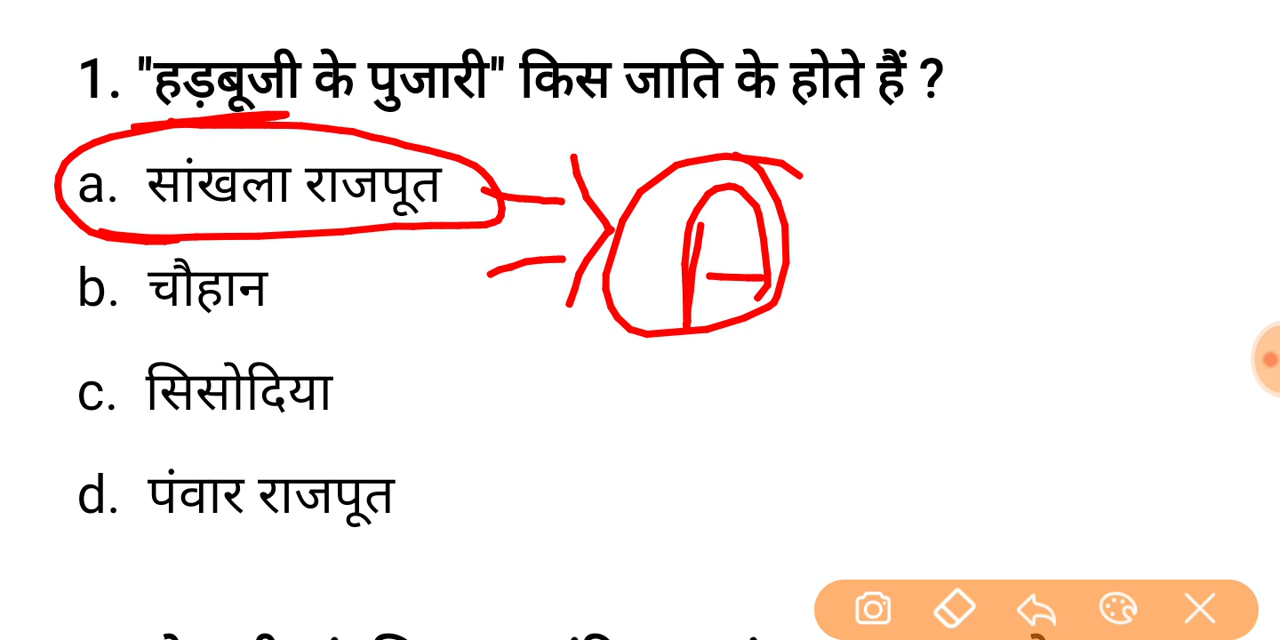 1. "हड़बूजी के पुजारी" किस जाति के होते हैं ?
a. सांखला राजपूत
A
b. चौहान
c. सिसोदिया
d. पंवार राजपूत